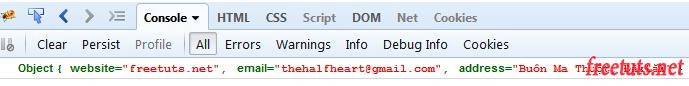 Console HTML CSS Script DOM Net Cookies
Clear Persist Profile All Errors Warnings Info Debug Info Cookies
Object { website="freetuts.net", email="thehalfheart@gmail.com", address="Buôn Ma
freetuts.net